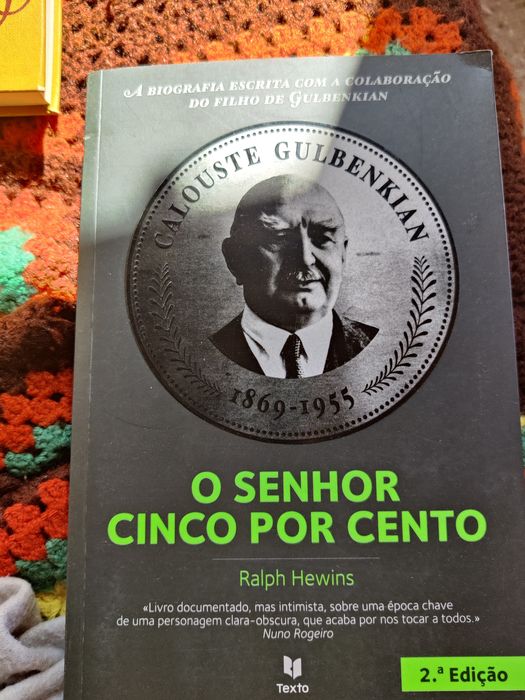 A BIOGRAFIA ESCRITA COM A COLABORAÇÃO
DO FILHO DE GULBENKIAN
CALOUSTE GULBENKIAN
1869-1955
O SENHOR
CINCO POR CENTO
Ralph Hewins
«Livro documentado, mas intimista, sobre uma época chave
de uma personagem clara-obscura, que acaba por nos tocar a todos.»
Nuno Rogeiro
Texto
2.ª Edição